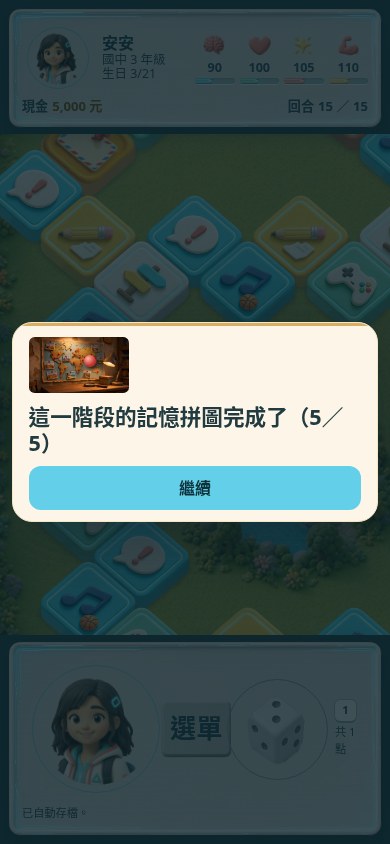 安安
國中 3 年級
生日 3/21
90 100 105 110
現金 5,000 元
回合 15 ／ 15
這一階段的記憶拼圖完成了（5／
5）
繼續
選單
1
共 1
點
已自動存檔。